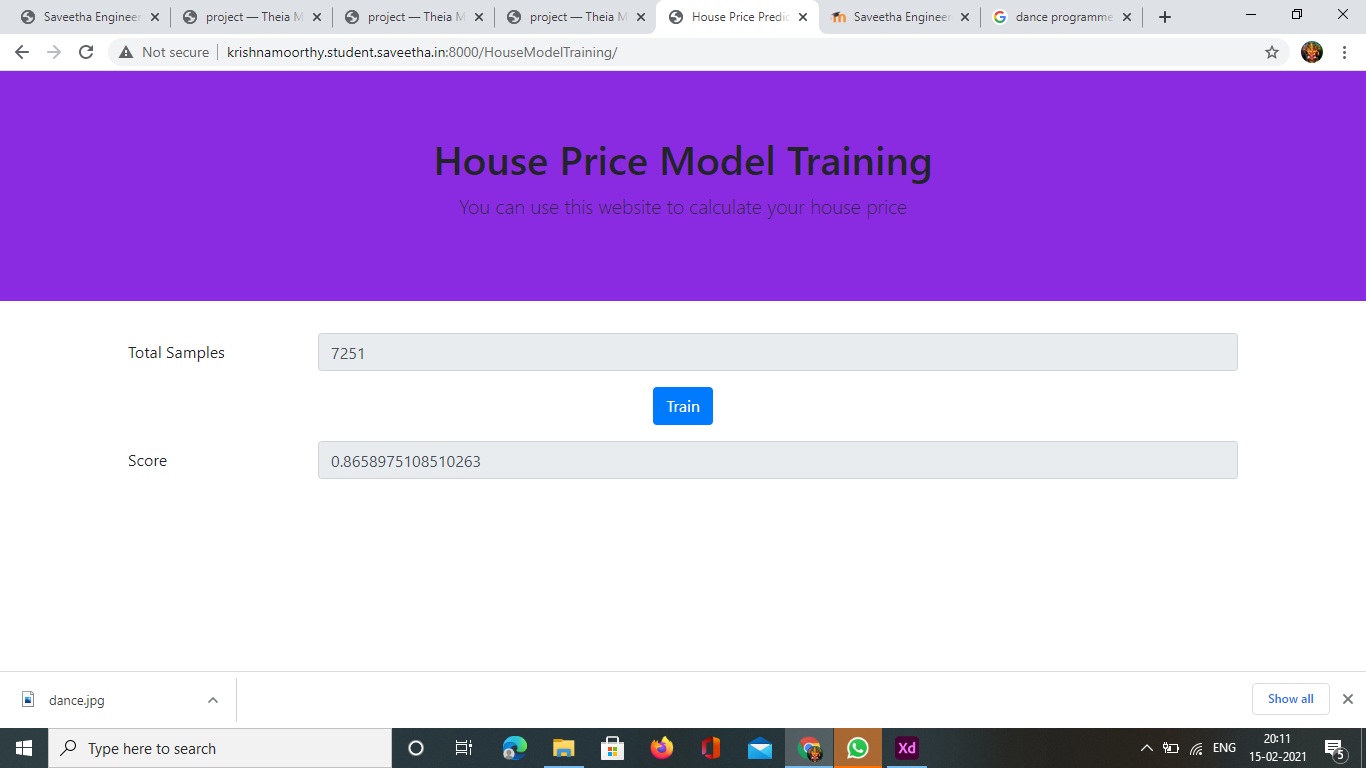 Saveetha Engineer
project — Theia M
project — Theia M
project — Theia M
House Price Predic
Saveetha Engineer
dance programme
Not secure
krishnamoorthy.student.saveetha.in:8000/HouseModelTraining/
House Price Model Training
You can use this website to calculate your house price
Total Samples
7251
Train
Score
0.8658975108510263
dance.jpg
Show all
Type here to search
Xd
ENG
20:11
15-02-2021
5